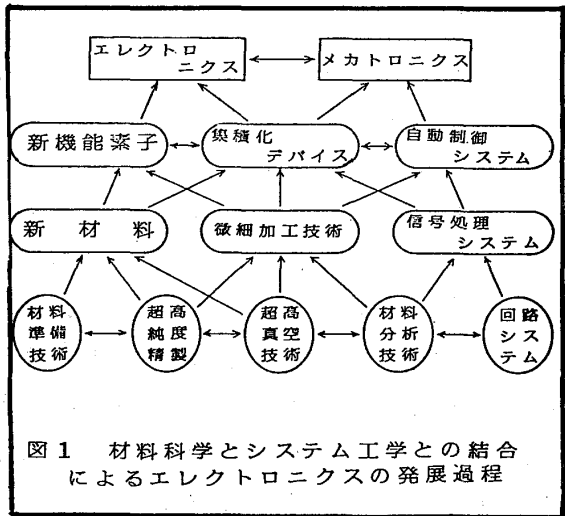 エレクトロ
ニクス
メカトロニクス
新機能素子
集積化
デバイス
自動制御
システム
新材料
微細加工技術
信号処理
システム
材料
準備
技術
超高
純度
精製
超高
真空
技術
材料
分析
技術
回路
シス
テム
図1 材料科学とシステム工学との結合
によるエレクトロニクスの発展過程